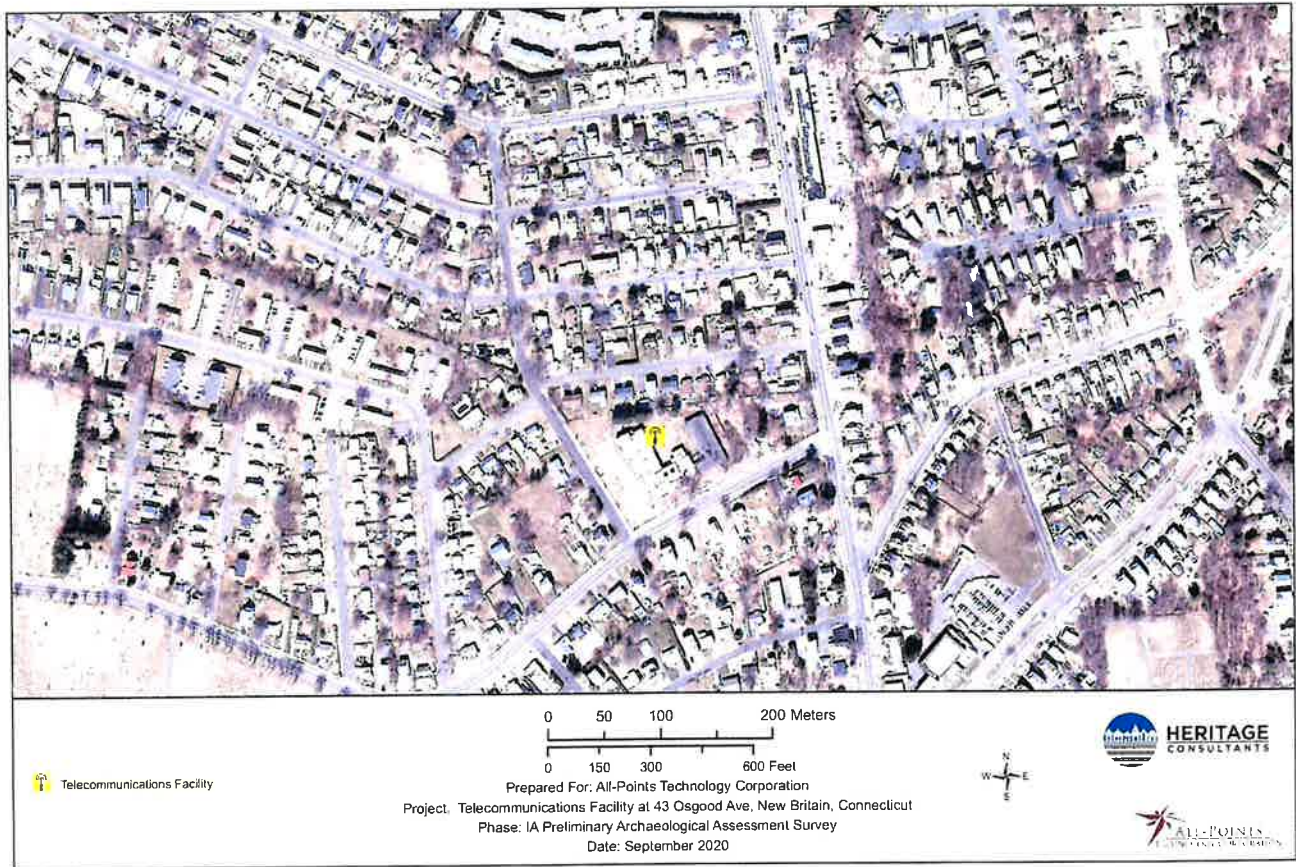 0 50 100 200 Meters
0 150 300 600 Feet
Telecommunications Facility
Prepared For: All-Points Technology Corporation
Project, Telecommunications Facility at 43 Osgood Ave, New Britain, Connecticut
Phase: IA Preliminary Archaeological Assessment Survey
Date: September 2020
N
W E
S
HERITAGE
CONSULTANTS
ALL-POINTS